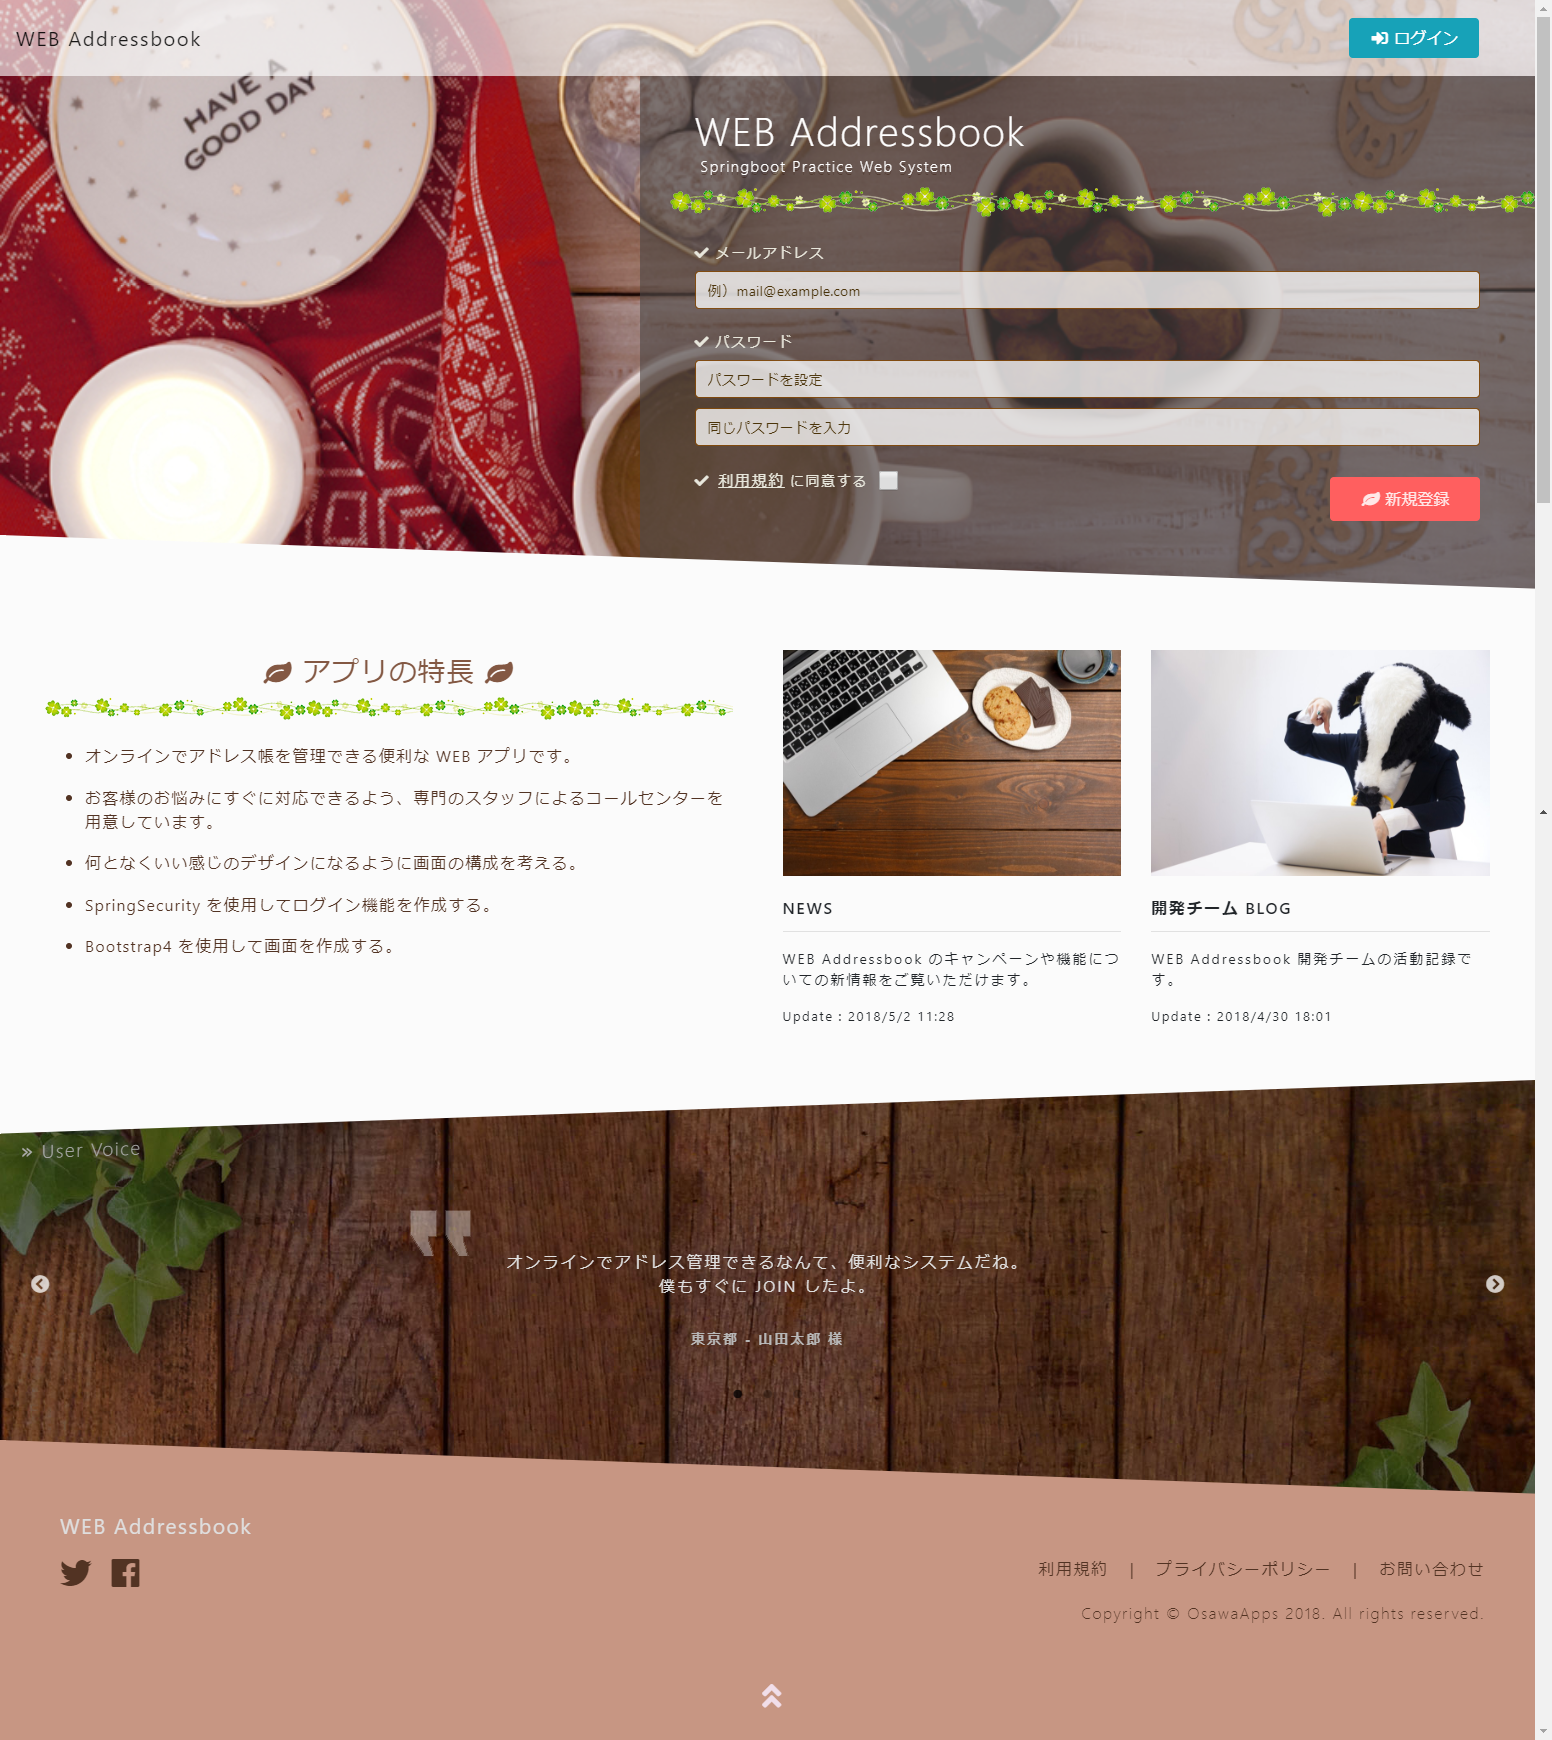 WEB Addressbook
ログイン
HAVE A
GOOD DAY
WEB Addressbook
Springboot Practice Web System
メールアドレス
例）mail@example.com
パスワード
パスワードを設定
同じパスワードを入力
利用規約 に同意する
新規登録
アプリの特長
オンラインでアドレス帳を管理できる便利な WEB アプリです。
お客様のお悩みにすぐに対応できるよう、専門のスタッフによるコールセンターを
用意しています。
何となくいい感じのデザインになるように画面の構成を考える。
SpringSecurity を使用してログイン機能を作成する。
Bootstrap4 を使用して画面を作成する。
NEWS
WEB Addressbook のキャンペーンや機能につ
いての新情報をご覧いただけます。
Update : 2018/5/2 11:28
開発チーム BLOG
WEB Addressbook 開発チームの活動記録で
す。
Update : 2018/4/30 18:01
» User Voice
オンラインでアドレス管理できるなんて、便利なシステムだね。
僕もすぐに JOIN したよ。
東京都 - 山田太郎 様
WEB Addressbook
利用規約 | プライバシーポリシー | お問い合わせ
Copyright © OsawaApps 2018. All rights reserved.